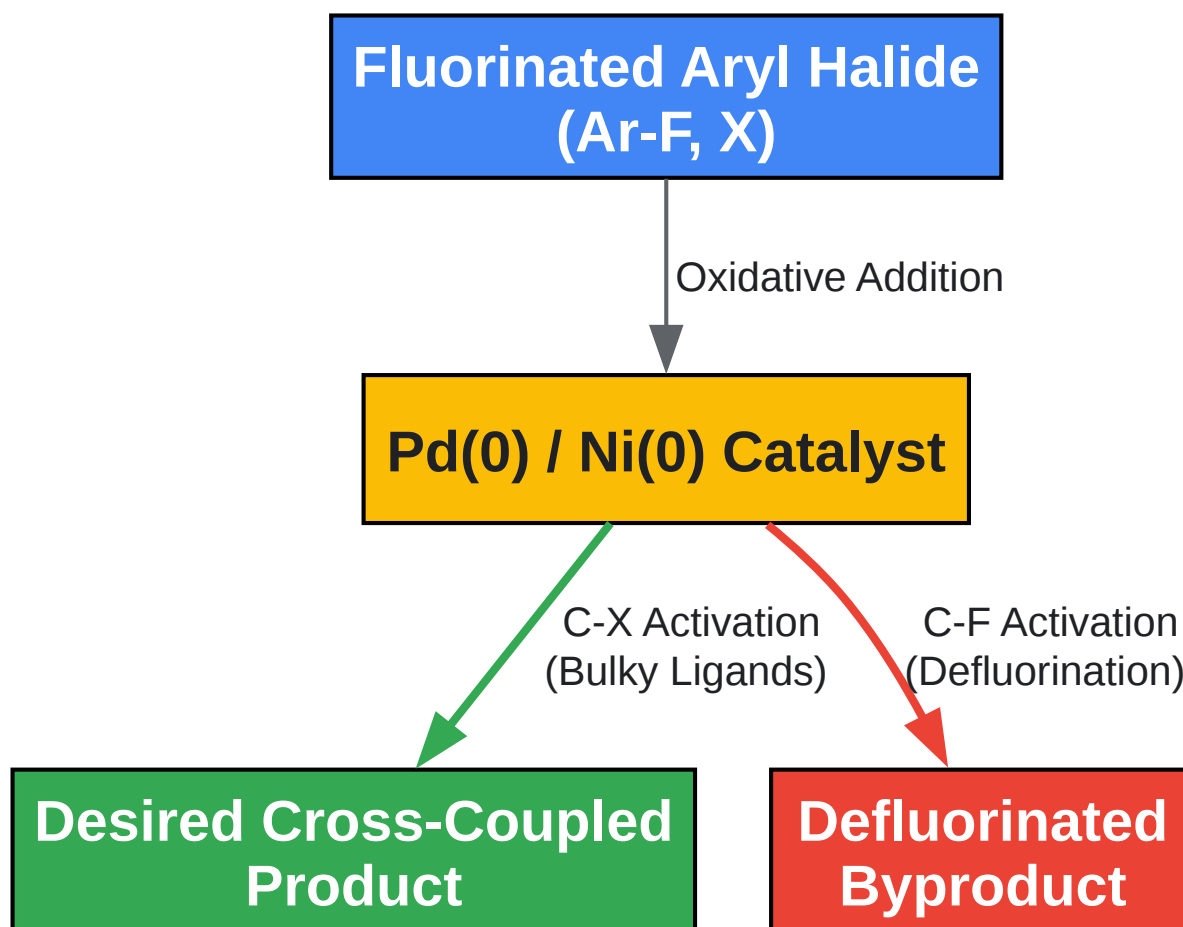 Fluorinated Aryl Halide
(Ar-F, X)
Oxidative Addition
Pd(0) / Ni(0) Catalyst
C-X Activation
(Bulky Ligands)
C-F Activation
(Defluorination)
Desired Cross-Coupled
Product
Defluorinated
Byproduct